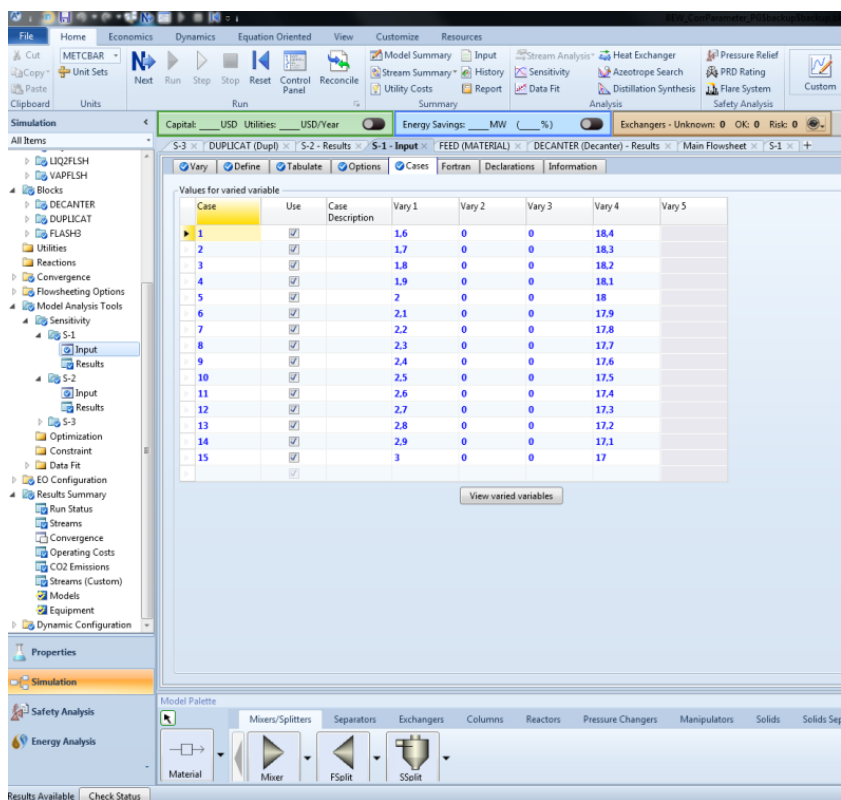 BEW_CorrParameter_PGSbackupSbackup.b
File Home Economics Dynamics Equation Oriented View Customize Resources
Cut METCBAR Model Summary Input Stream Analysis Heat Exchanger Pressure Relief
Copy Unit Sets Next Run Step Stop Reset Control Panel Reconcile Stream Summary History Sensitivity Azeotrope Search PRD Rating Custom
Paste Utility Costs Report Data Fit Distillation Synthesis Flare System
Clipboard Units Run Summary Analysis Safety Analysis
Simulation < Capital: ____USD Utilities: ____USD/Year Energy Savings: ____MW (____%) Exchangers - Unknown: 0 OK: 0 Risk: 0
All Items S-3 × DUPLICAT (Dupl) × S-2 - Results × S-1 - Input × FEED (MATERIAL) × DECANTER (Decanter) - Results × Main Flowsheet × S-1 × +
LIQ2FLSH
VAPFLSH
Blocks
DECANTER
DUPLICAT
FLASH3
Utilities
Reactions
Convergence
Flowsheeting Options
Model Analysis Tools
Sensitivity
S-1
Input
Results
S-2
Input
Results
S-3
Optimization
Constraint
Data Fit
EO Configuration
Results Summary
Run Status
Streams
Convergence
Operating Costs
CO2 Emissions
Streams (Custom)
Models
Equipment
Dynamic Configuration
Properties
Simulation
Safety Analysis
Energy Analysis
Vary Define Tabulate Options Cases Fortran Declarations Information
Values for varied variable
Case Use Case Description Vary 1 Vary 2 Vary 3 Vary 4 Vary 5
1 1,6 0 0 18,4
2 1,7 0 0 18,3
3 1,8 0 0 18,2
4 1,9 0 0 18,1
5 2 0 0 18
6 2,1 0 0 17,9
7 2,2 0 0 17,8
8 2,3 0 0 17,7
9 2,4 0 0 17,6
10 2,5 0 0 17,5
11 2,6 0 0 17,4
12 2,7 0 0 17,3
13 2,8 0 0 17,2
14 2,9 0 0 17,1
15 3 0 0 17
View varied variables
Model Palette
Mixers/Splitters Separators Exchangers Columns Reactors Pressure Changers Manipulators Solids Solids Sep
Material Mixer FSplit SSplit
Results Available Check Status